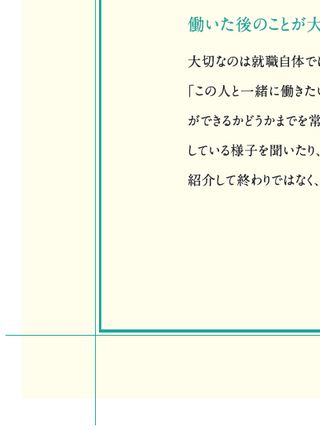 働いた後のことが大
大切なのは就職自体では
「この人と一緒に働きたい
ができるかどうかまでを常
している様子を聞いたり、
紹介して終わりではなく、